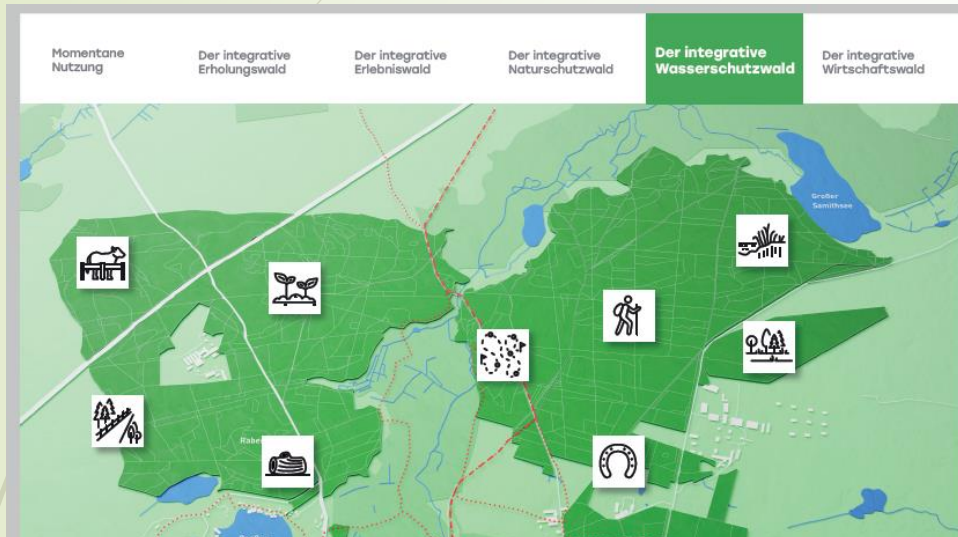 Momentane
Nutzung
Der integrative
Erholungswald
Der integrative
Erlebniswald
Der integrative
Naturschutzwald
Der integrative
Wasserschutzwald
Der integrative
Wirtschaftswald
Großer
Samithsee